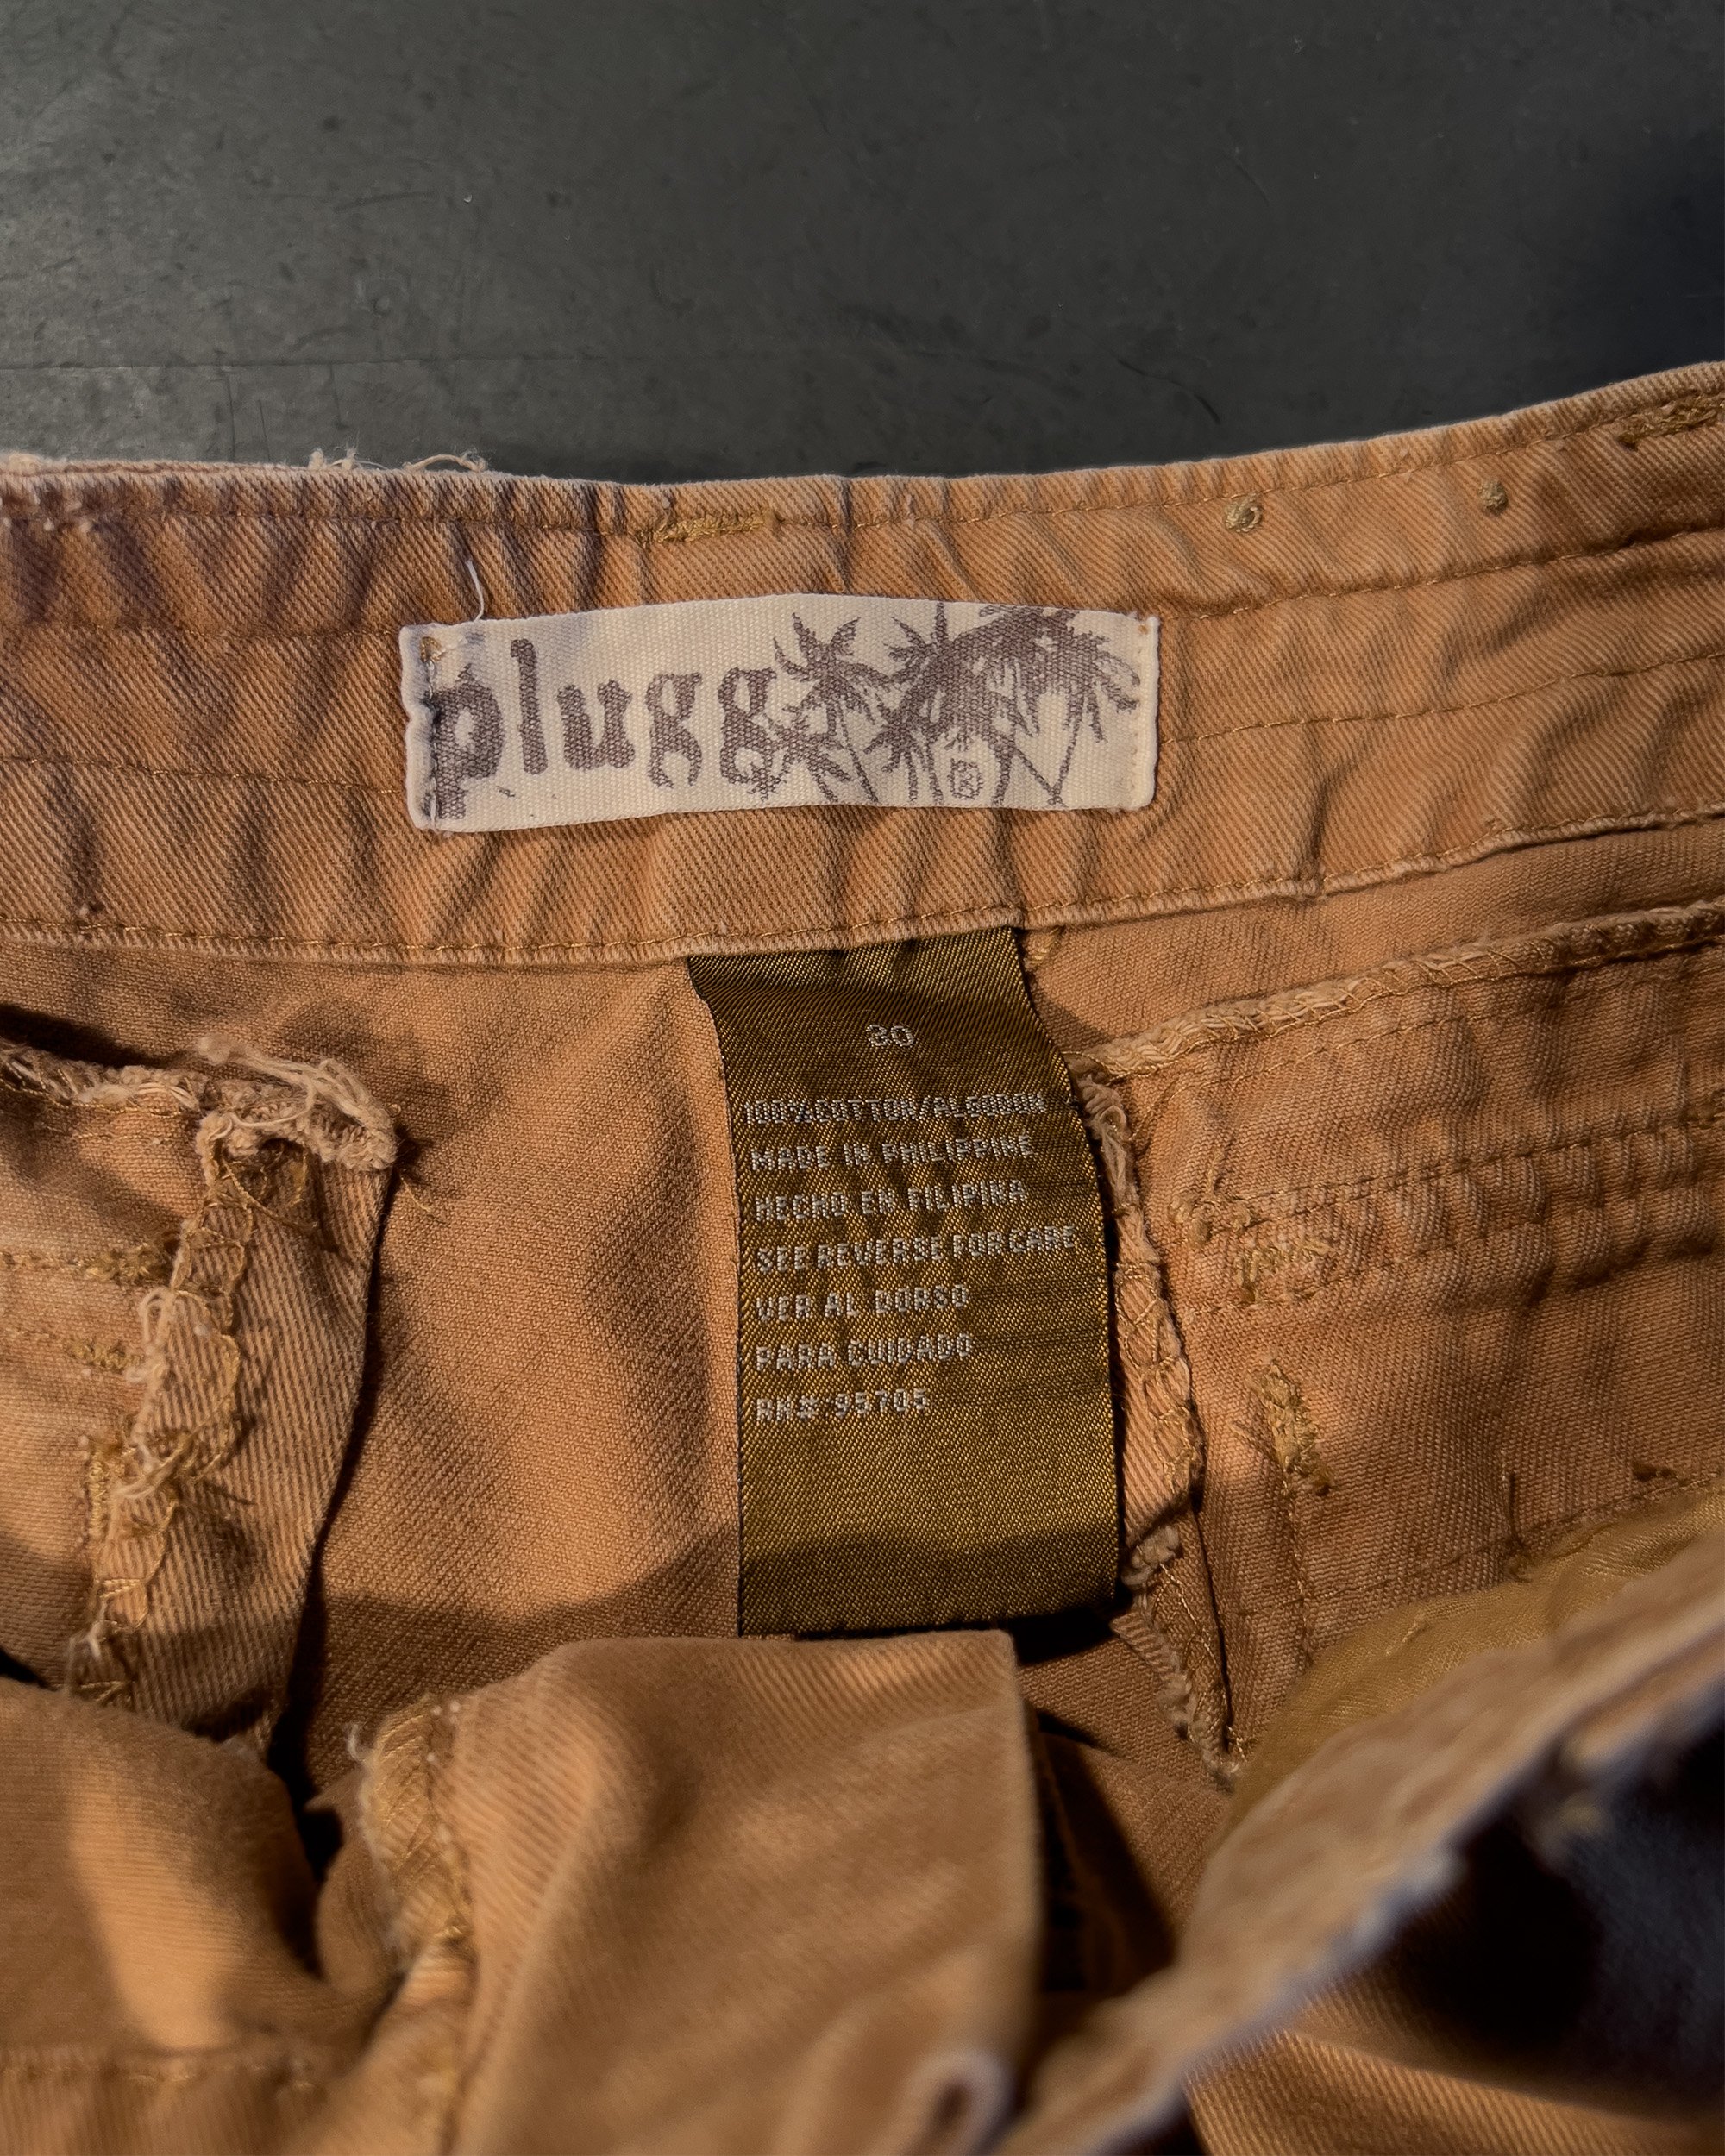 plugg
®
30
100%COTTON/ALGODON
MADE IN PHILIPPINE
HECHO EN FILIPINA
SEE REVERSE FOR CARE
VER AL DORSO
PARA CUIDADO
RN# 95705